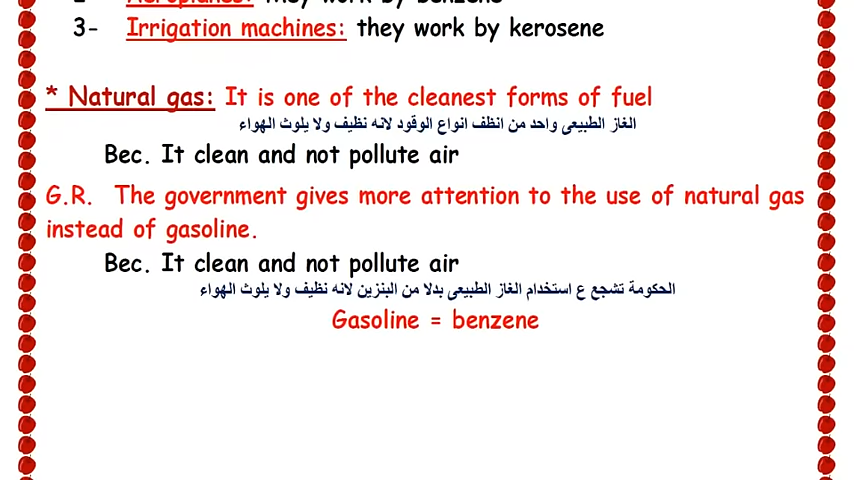 2- Aeroplanes: they work by benzene
3- Irrigation machines: they work by kerosene
* Natural gas: It is one of the cleanest forms of fuel
الغاز الطبيعى واحد من انظف انواع الوقود لانه نظيف ولا يلوث الهواء
Bec. It clean and not pollute air
G.R. The government gives more attention to the use of natural gas
instead of gasoline.
Bec. It clean and not pollute air
الحكومة تشجع ع استخدام الغاز الطبيعى بدلا من البنزين لانه نظيف ولا يلوث الهواء
Gasoline = benzene